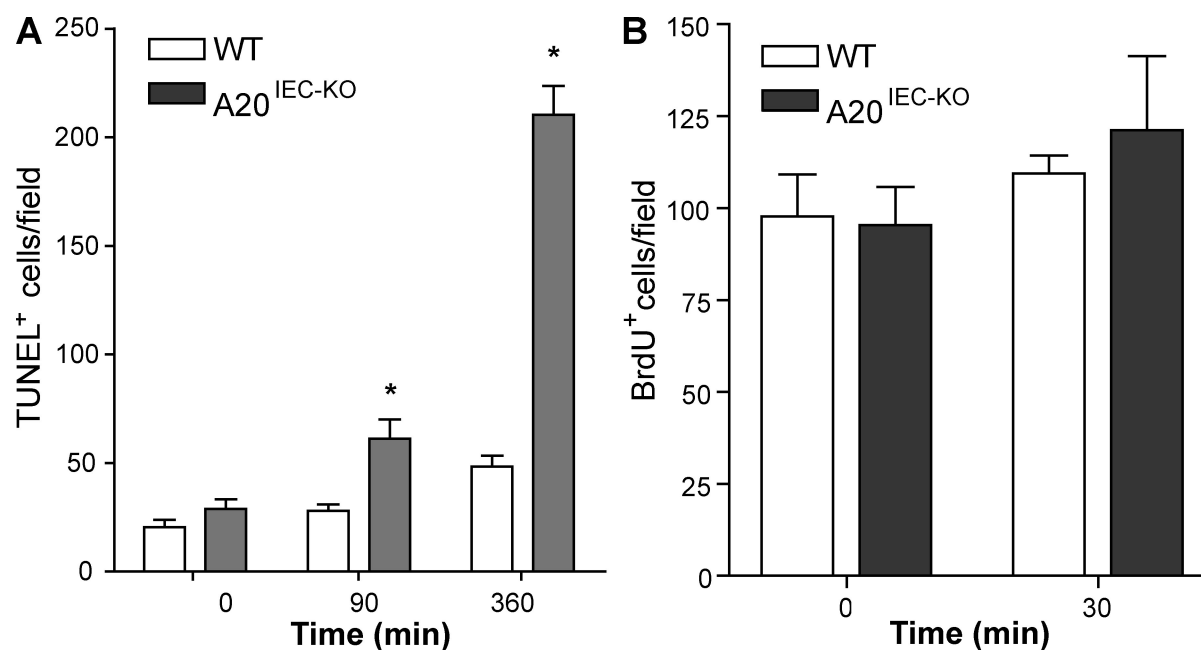 A
250
200
150
100
50
0
TUNEL⁺ cells/field
WT
A20 IEC-KO
*
*
0 90 360
Time (min)
B
150
125
100
75
50
25
0
BrdU⁺ cells/field
WT
A20 IEC-KO
0 30
Time (min)